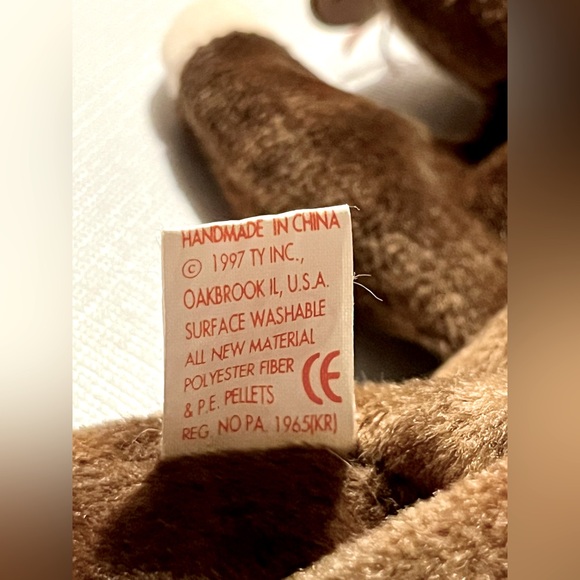 HANDMADE IN CHINA
© 1997 TY INC.,
OAKBROOK IL, U.S.A.
SURFACE WASHABLE
ALL NEW MATERIAL
POLYESTER FIBER
& P.E. PELLETS CE
REG. NO PA. 1965(KR)